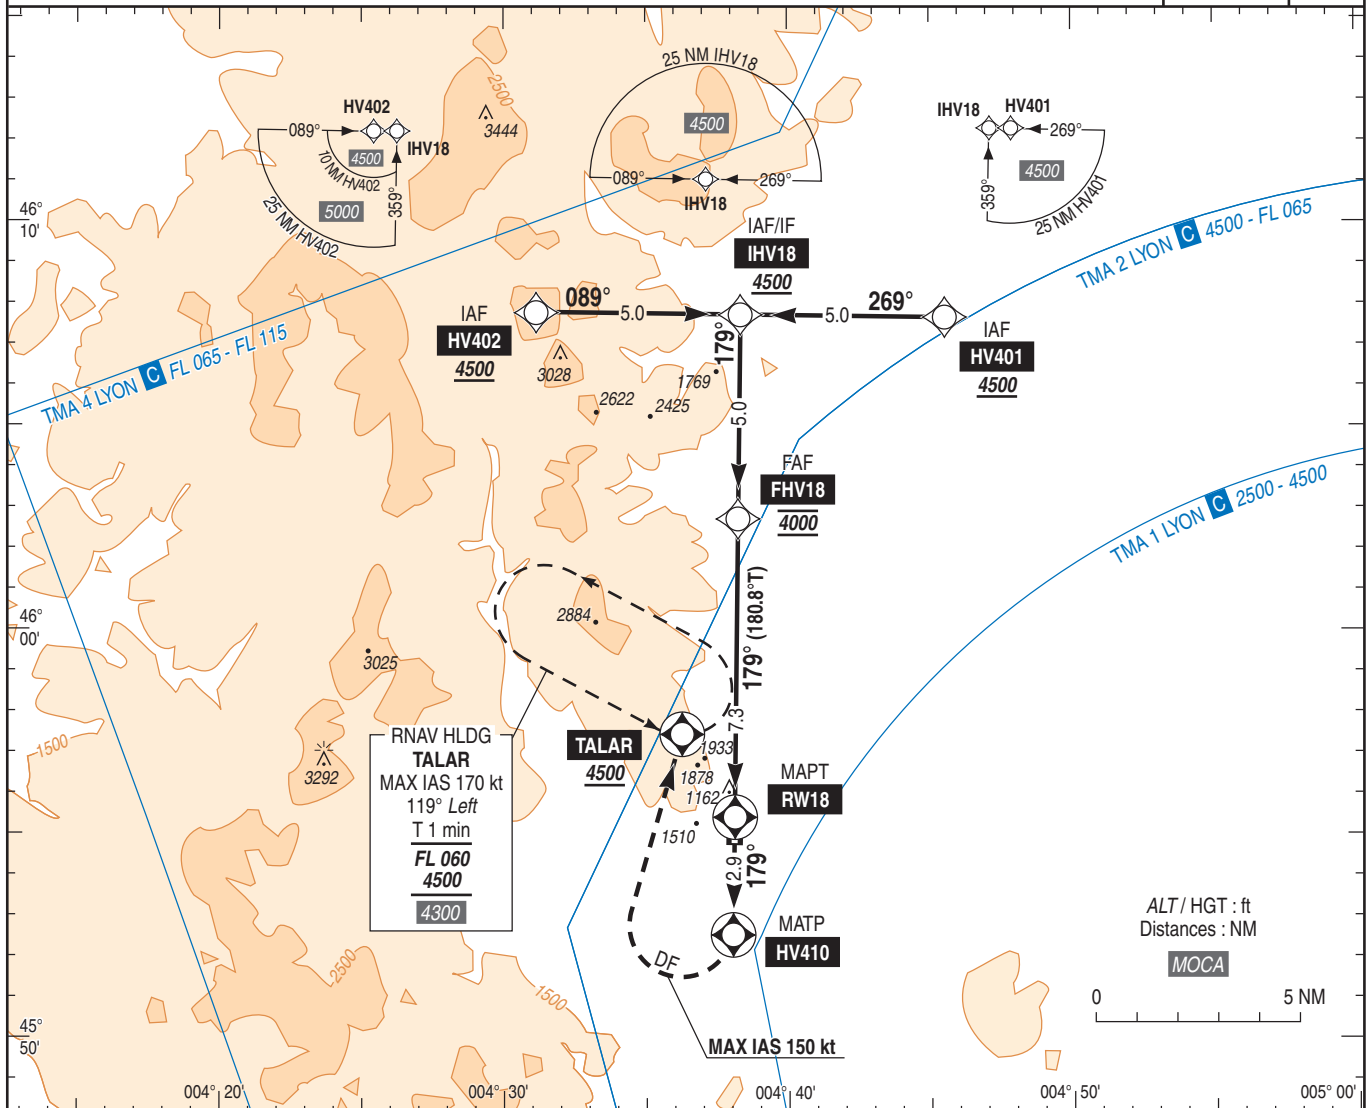 25 NM IHV18
4500
089°
269°
IHV18
HV402
089°
IHV18
4500
10 NM HV402
359°
5000
25 NM HV402
2500
3444
IHV18
HV401
269°
359°
4500
25 NM HV401
46°
10'
IAF/IF
IHV18
4500
TMA 2 LYON C 4500 - FL 065
IAF
HV402
4500
089°
5.0
5.0
269°
IAF
HV401
4500
TMA 4 LYON C FL 065 - FL 115
179°
5.0
3028
1769
2622
2425
FAF
FHV18
4000
TMA 1 LYON C 2500 - 4500
46°
00'
179° (180.8°T)
7.3
2884
3025
1500
3292
RNAV HLDG
TALAR
MAX IAS 170 kt
119° Left
T 1 min
FL 060
4500
4300
TALAR
4500
1933
1878
1162
1510
MAPT
RW18
2.9
179°
MATP
HV410
DF
MAX IAS 150 kt
2500
1500
ALT / HGT : ft
Distances : NM
MOCA
0
5 NM
45°
50'
004° 20'
004° 30'
004° 40'
004° 50'
005° 00'